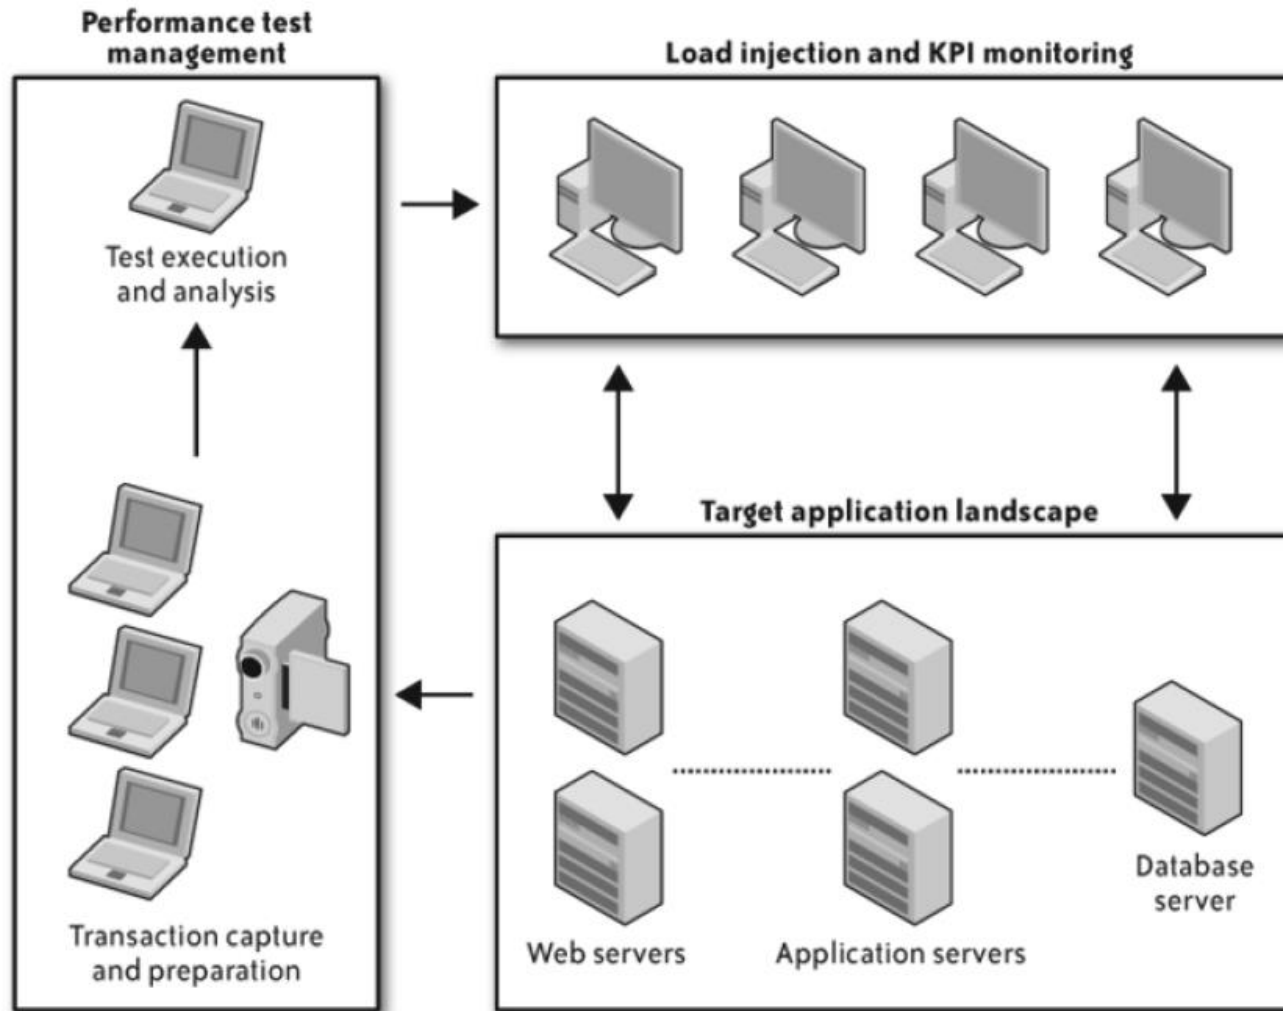 Performance test
management
Load injection and KPI monitoring
Test execution
and analysis
Target application landscape
Transaction capture
and preparation
Web servers
Application servers
Database
server